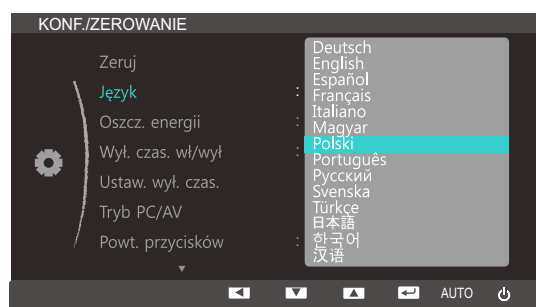 KONF./ZEROWANIE
Zeruj
Język :
Oszcz. energii :
Wył. czas. wł/wył :
Ustaw. wył. czas.
Tryb PC/AV
Powt. przycisków :
Deutsch
English
Español
Français
Italiano
Magyar
Polski
Português
Русский
Svenska
Türkçe
日本語
한국어
汉语
AUTO